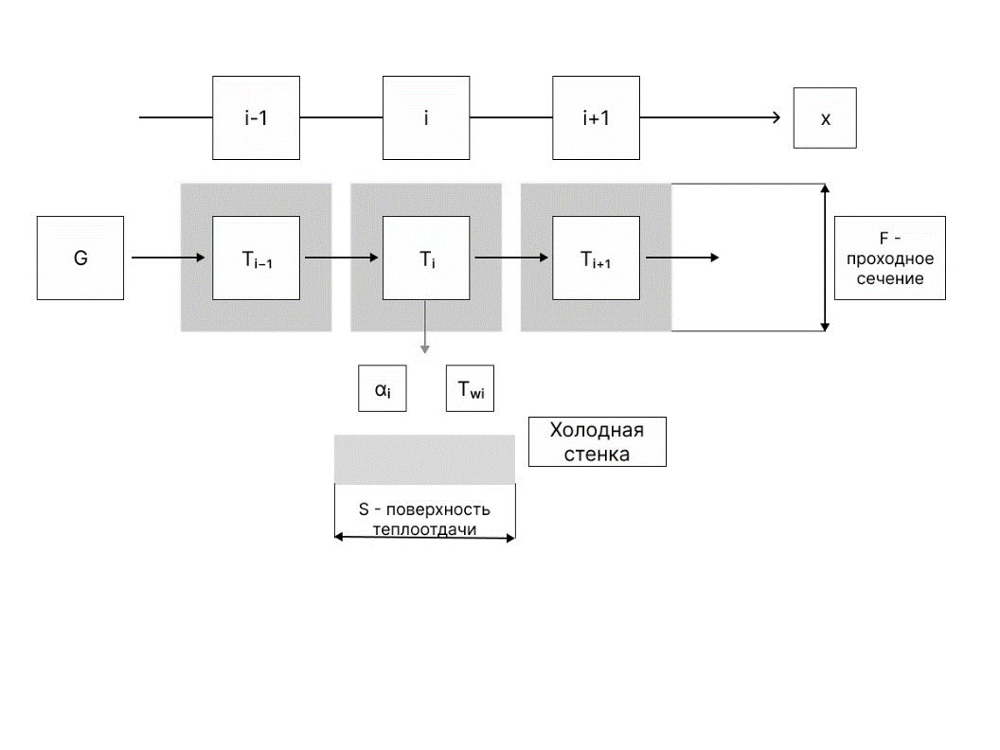 i-1
i
i+1
x
G
Tᵢ₋₁
Tᵢ
Tᵢ₊₁
F -
проходное
сечение
αᵢ
Twi
Холодная
стенка
S - поверхность
теплоотдачи